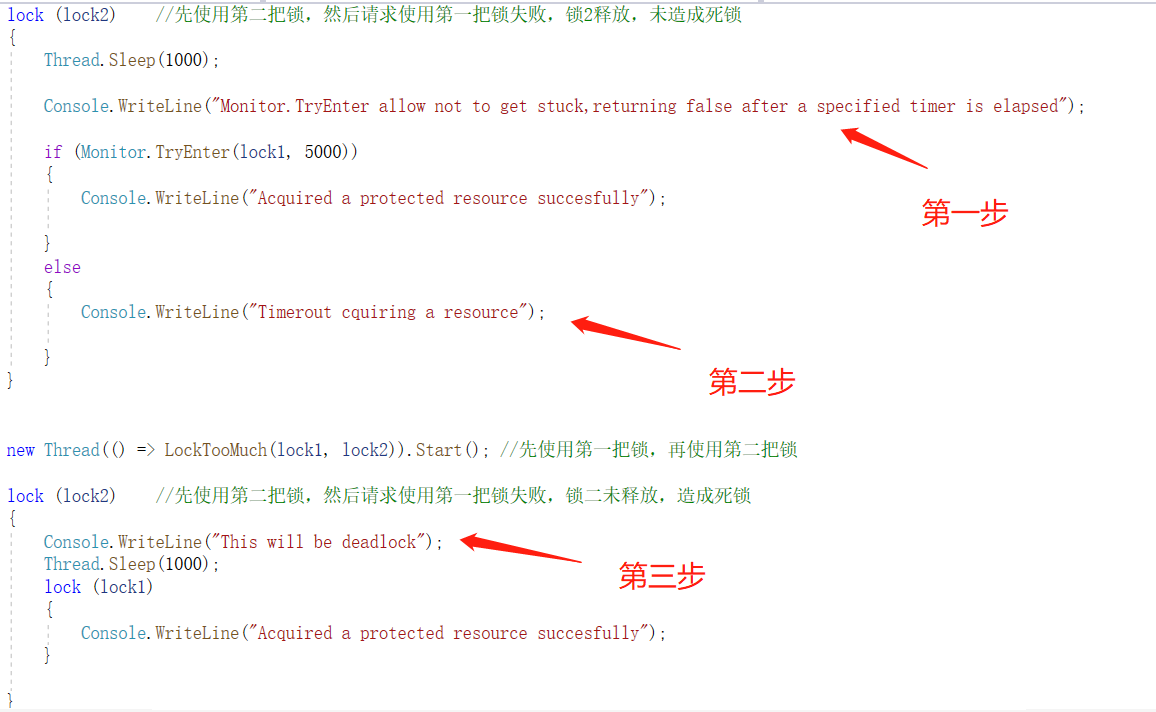 lock (lock2)    //先使用第二把锁，然后请求使用第一把锁失败，锁2释放，未造成死锁
{
Thread.Sleep(1000);
Console.WriteLine("Monitor.TryEnter allow not to get stuck,returning false after a specified timer is elapsed");
if (Monitor.TryEnter(lock1, 5000))
{
第一步
Console.WriteLine("Acquired a protected resource succesfully");
}
else
{
Console.WriteLine("Timerout cquiring a resource");
}
第二步
}
new Thread(() => LockTooMuch(lock1, lock2)).Start(); //先使用第一把锁，再使用第二把锁
lock (lock2)    //先使用第二把锁，然后请求使用第一把锁失败，锁二未释放，造成死锁
{
Console.WriteLine("This will be deadlock");
Thread.Sleep(1000);
第三步
lock (lock1)
{
Console.WriteLine("Acquired a protected resource succesfully");
}
}